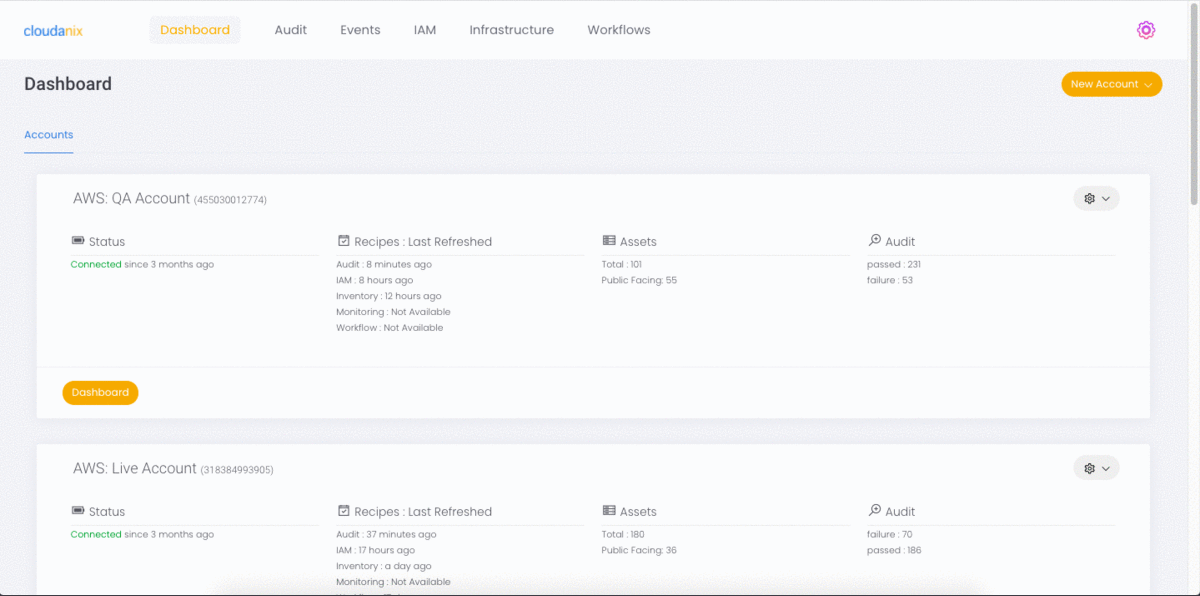 cloudanix
Dashboard
Audit
Events
IAM
Infrastructure
Workflows
Dashboard
New Account
Accounts
AWS: QA Account (455030012774)
Status
Connected since 3 months ago
Recipes : Last Refreshed
Audit : 8 minutes ago
IAM : 8 hours ago
Inventory : 12 hours ago
Monitoring : Not Available
Workflow : Not Available
Assets
Total : 101
Public Facing: 55
Audit
passed : 231
failure : 53
Dashboard
AWS: Live Account (318384993905)
Status
Connected since 3 months ago
Recipes : Last Refreshed
Audit : 37 minutes ago
IAM : 17 hours ago
Inventory : a day ago
Monitoring : Not Available
Assets
Total : 180
Public Facing: 36
Audit
failure : 70
passed : 186